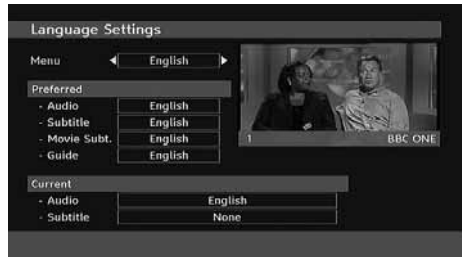 Language Settings
Menu English
Preferred
- Audio English
- Subtitle English
- Movie Subt. English
- Guide English
1 BBC ONE
Current
- Audio English
- Subtitle None